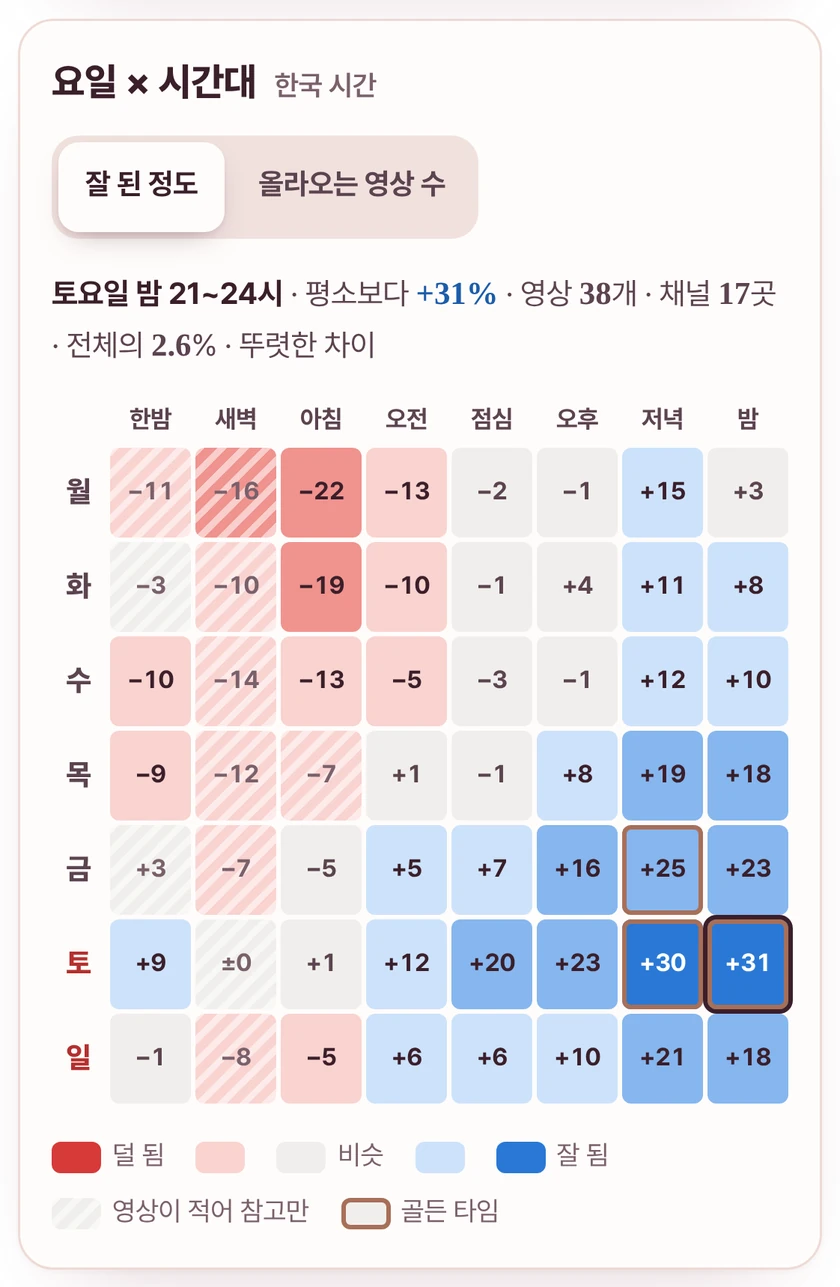 요일 × 시간대 한국 시간
잘 된 정도 올라오는 영상 수
토요일 밤 21~24시 · 평소보다 +31% · 영상 38개 · 채널 17곳
· 전체의 2.6% · 뚜렷한 차이
한밤 새벽 아침 오전 점심 오후 저녁 밤
월 −11 −16 −22 −13 −2 −1 +15 +3
화 −3 −10 −19 −10 −1 +4 +11 +8
수 −10 −14 −13 −5 −3 −1 +12 +10
목 −9 −12 −7 +1 −1 +8 +19 +18
금 +3 −7 −5 +5 +7 +16 +25 +23
토 +9 ±0 +1 +12 +20 +23 +30 +31
일 −1 −8 −5 +6 +6 +10 +21 +18
덜 됨 비슷 잘 됨
영상이 적어 참고만 골든 타임